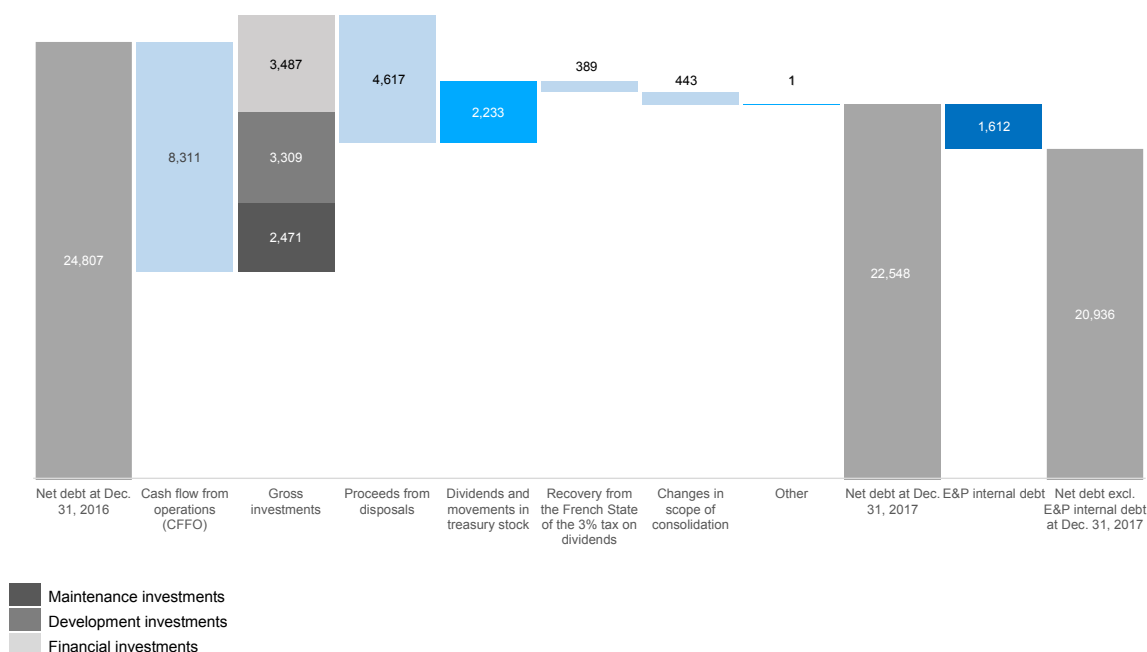 3,487
389
4,617
443
1
2,233
1,612
8,311
3,309
2,471
24,807
22,548
20,936
Net debt at Dec.
31, 2016
Cash flow from
operations
(CFFO)
Gross
investments
Proceeds from
disposals
Dividends and
movements in
treasury stock
Recovery from
the French State
of the 3% tax on
dividends
Changes in
scope of
consolidation
Other
Net debt at Dec.
31, 2017
E&P internal debt
Net debt excl.
E&P internal debt
at Dec. 31, 2017
Maintenance investments
Development investments
Financial investments